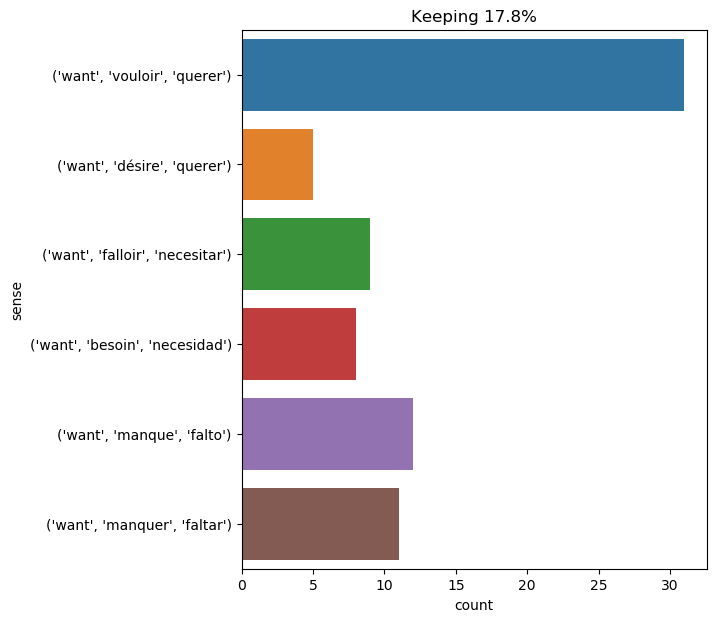 Keeping 17.8%
('want', 'vouloir', 'querer')
('want', 'désire', 'querer')
('want', 'falloir', 'necesitar')
('want', 'besoin', 'necesidad')
('want', 'manque', 'falto')
('want', 'manquer', 'faltar')
sense
0 5 10 15 20 25 30
count